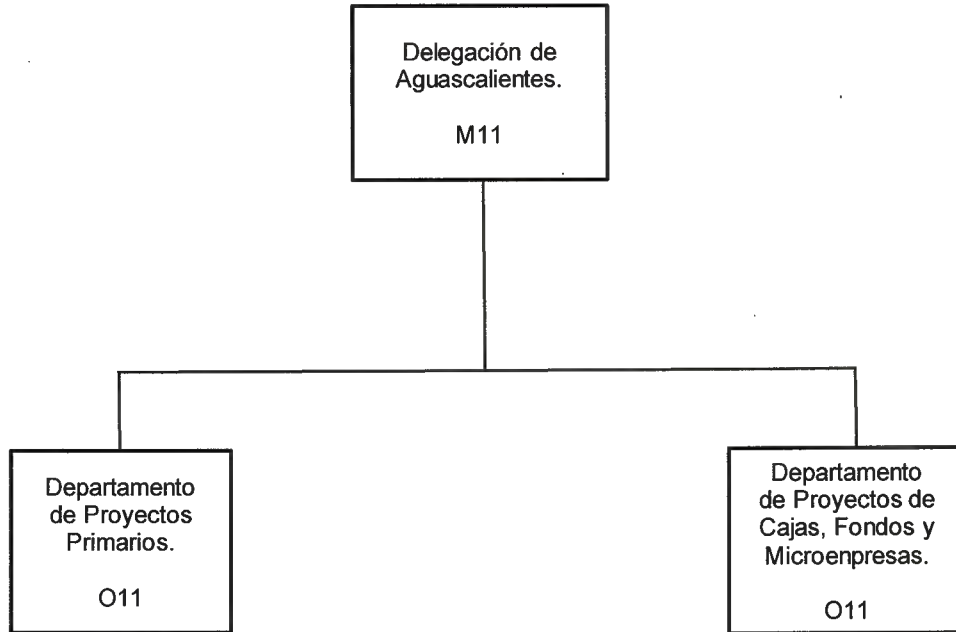 Delegación de
Aguascalientes.
M11
Departamento
de Proyectos
Primarios.
O11
Departamento
de Proyectos de
Cajas, Fondos y
Microenpresas.
O11